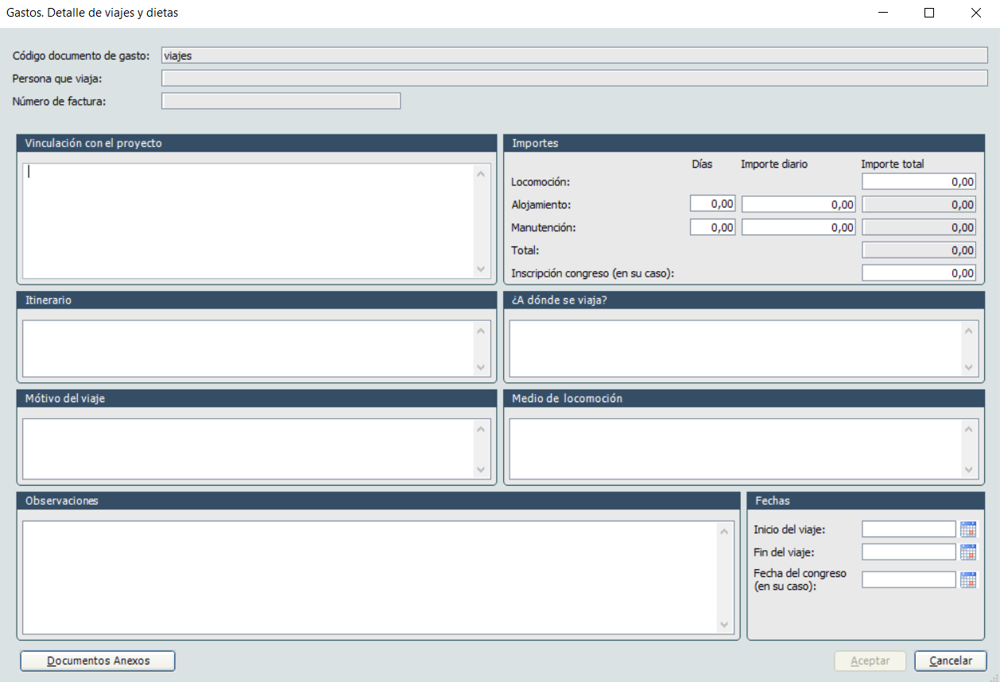 Gastos. Detalle de viajes y dietas
Código documento de gasto: viajes
Persona que viaja:
Número de factura:
Vinculación con el proyecto
Importes
Días Importe diario Importe total
Locomoción: 0,00
Alojamiento: 0,00 0,00 0,00
Manutención: 0,00 0,00 0,00
Total: 0,00
Inscripción congreso (en su caso): 0,00
Itinerario
¿A dónde se viaja?
Mótivo del viaje
Medio de locomoción
Observaciones
Fechas
Inicio del viaje:
Fin del viaje:
Fecha del congreso
(en su caso):
Documentos Anexos
Aceptar
Cancelar